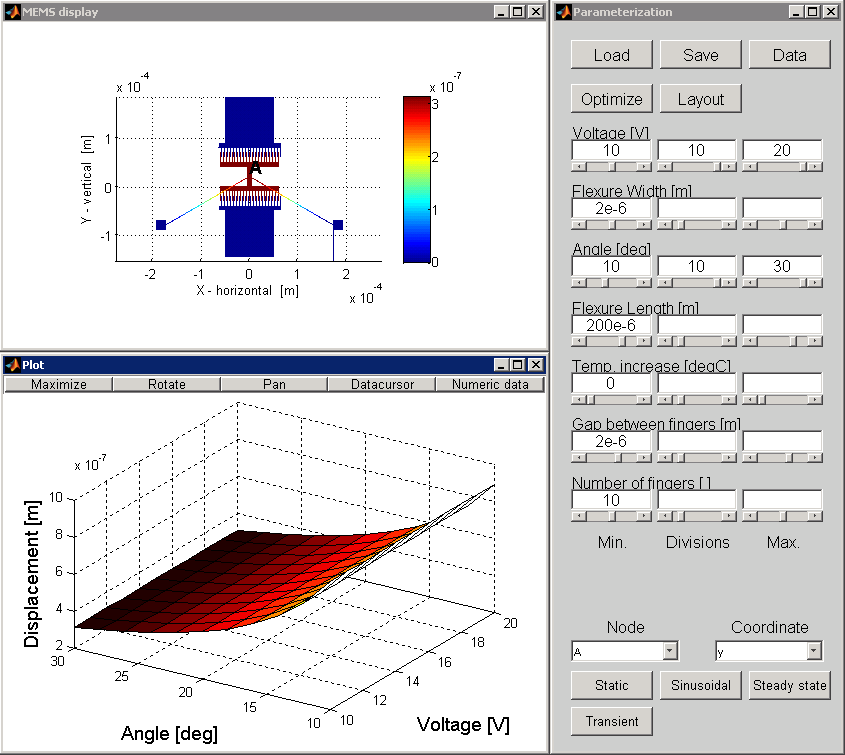 MEMS display
x 10⁻⁴
x 10⁻⁷
3
2
1
0
1
0
-1
Y - vertical [m]
A
-2
-1
0
1
2
X - horizontal [m]
x 10⁻⁴
Plot
Maximize
Rotate
Pan
Datacursor
Numeric data
x 10⁻⁷
10
8
6
4
2
Displacement [m]
30
25
20
15
10
Angle [deg]
10
12
14
16
18
20
Voltage [V]
Parameterization
Load
Save
Data
Optimize
Layout
Voltage [V]
10
10
20
Flexure Width [m]
2e-6
Angle [deg]
10
10
30
Flexure Length [m]
200e-6
Temp. increase [degC]
0
Gap between fingers [m]
2e-6
Number of fingers [ ]
10
Min.
Divisions
Max.
Node
Coordinate
A
y
Static
Sinusoidal
Steady state
Transient